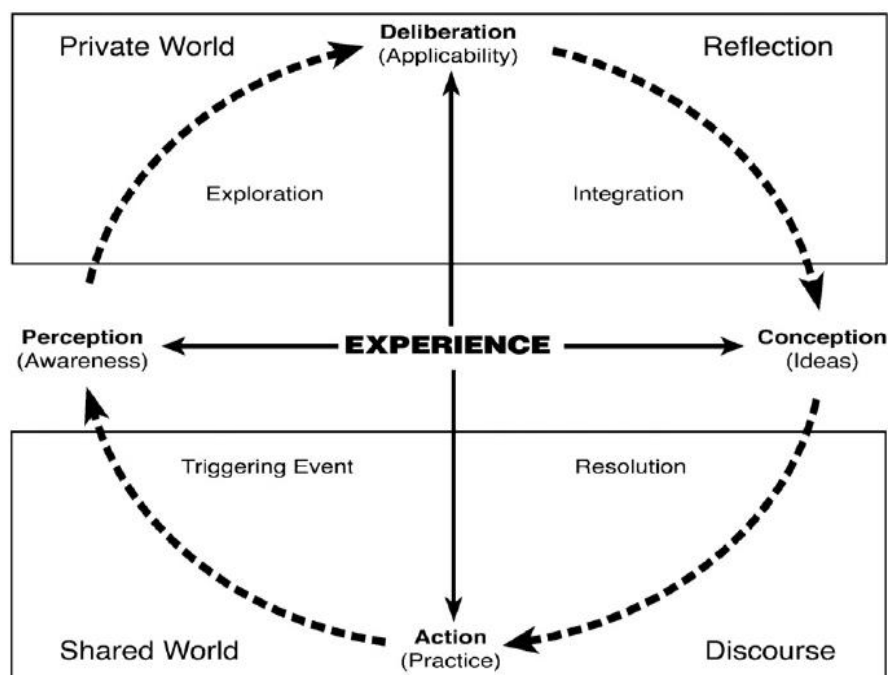 Private World
Deliberation
(Applicability)
Reflection
Exploration
Integration
Perception
(Awareness)
EXPERIENCE
Conception
(Ideas)
Triggering Event
Resolution
Shared World
Action
(Practice)
Discourse